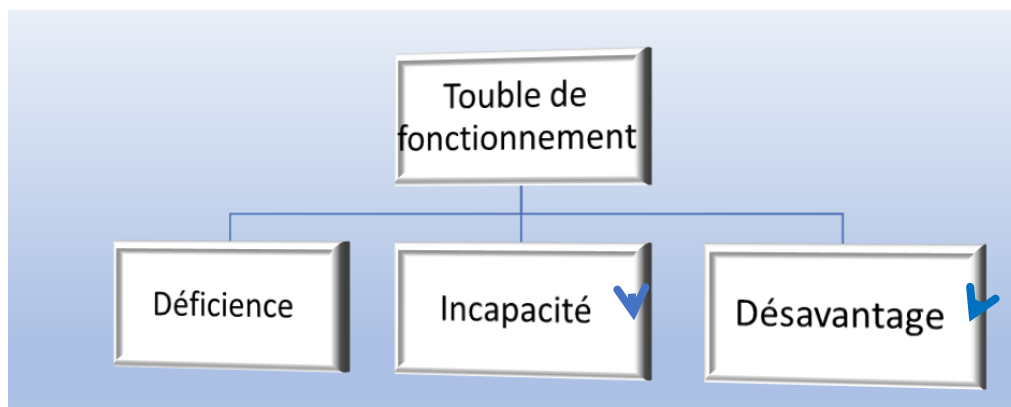 Touble de
fonctionnement
Déficience
Incapacité
Désavantage